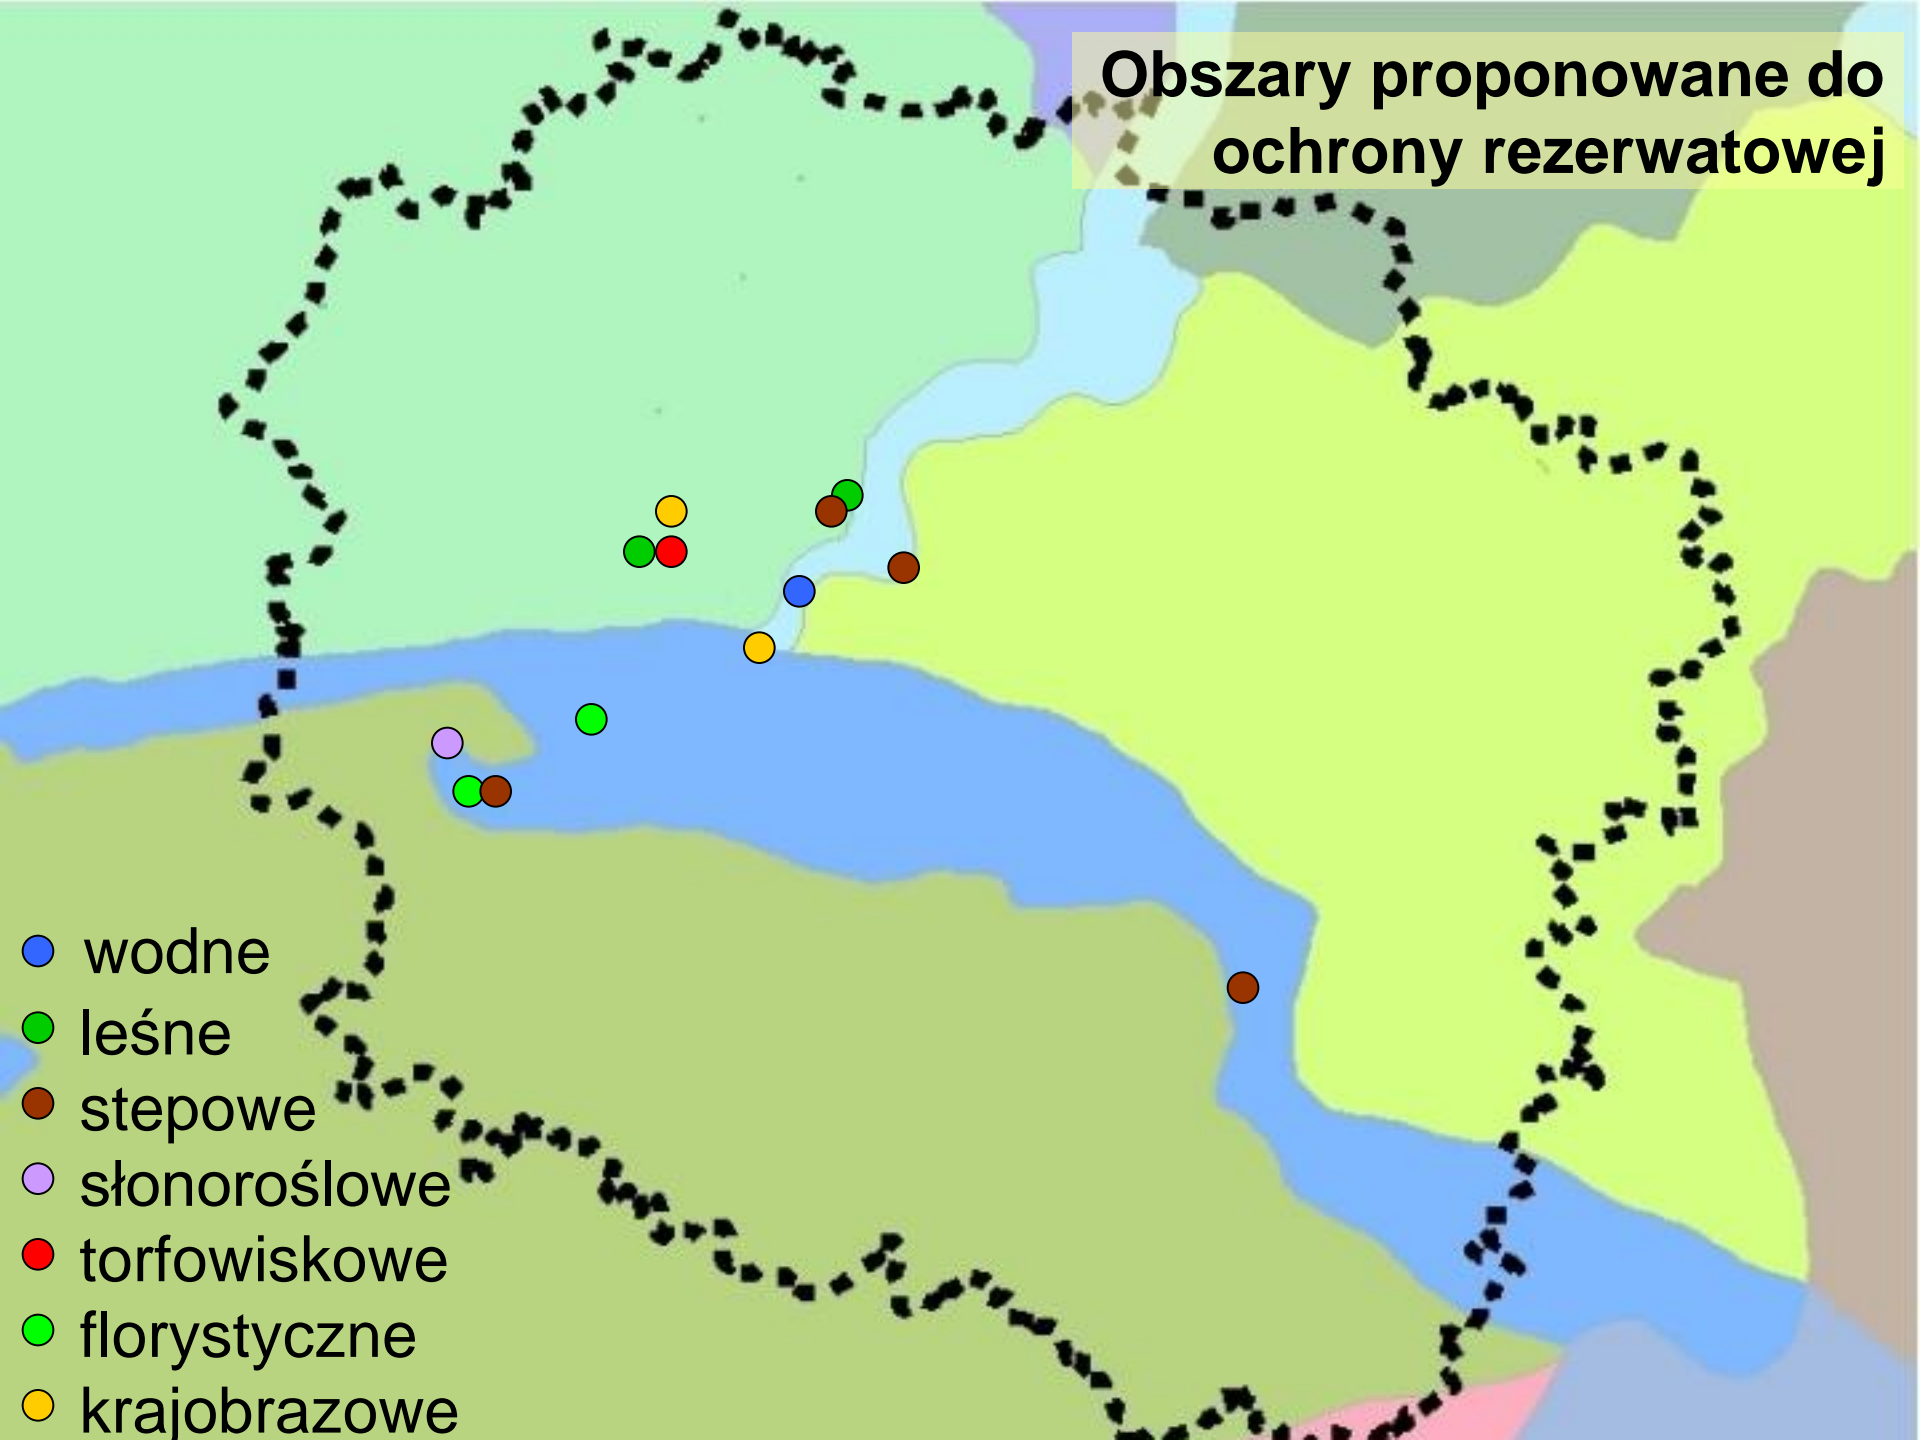 Obszary proponowane do
ochrony rezerwatowej
wodne
leśne
stepowe
słonoroślowe
torfowiskowe
florystyczne
krajobrazowe